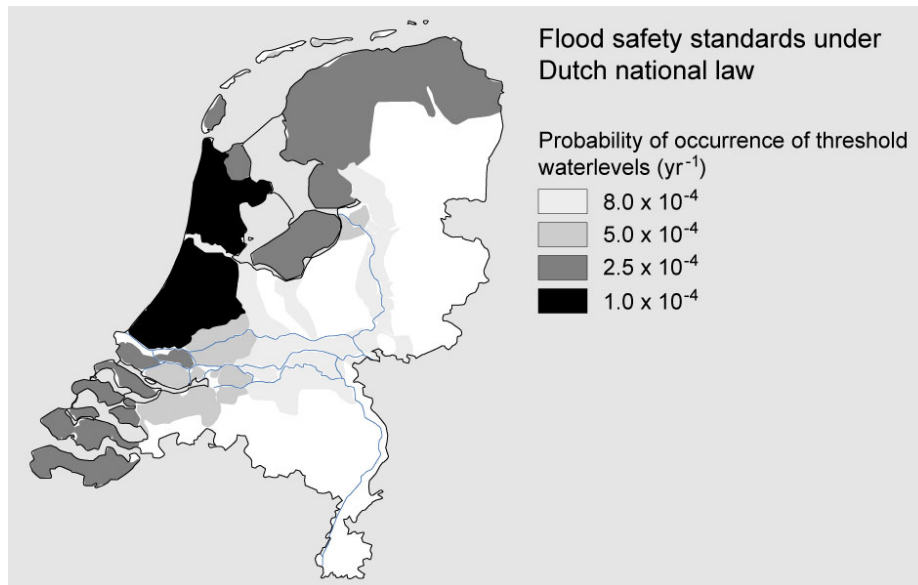 Flood safety standards under
Dutch national law
Probability of occurrence of threshold
waterlevels (yr⁻¹)
8.0 x 10⁻⁴
5.0 x 10⁻⁴
2.5 x 10⁻⁴
1.0 x 10⁻⁴